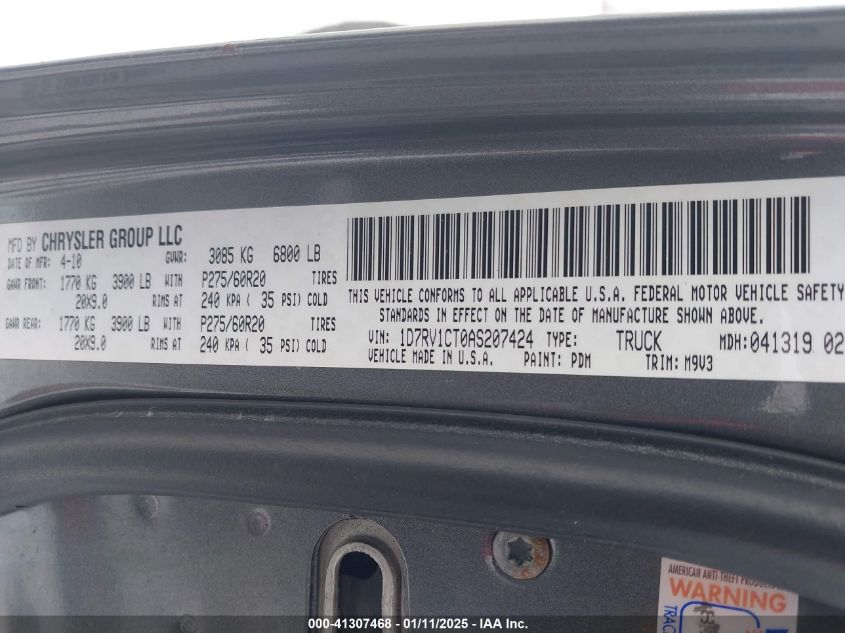 MFD BY CHRYSLER GROUP LLC
DATE OF MFR: 4-10 GVWR: 3085 KG 6800 LB
GAWR FRONT: 1770 KG 3900 LB WITH P275/60R20 TIRES
20X9.0 RIMS AT 240 KPA ( 35 PSI) COLD
GAWR REAR: 1770 KG 3900 LB WITH P275/60R20 TIRES
20X9.0 RIMS AT 240 KPA ( 35 PSI) COLD
THIS VEHICLE CONFORMS TO ALL APPLICABLE U.S.A. FEDERAL MOTOR VEHICLE SAFETY
STANDARDS IN EFFECT ON THE DATE OF MANUFACTURE SHOWN ABOVE.
VIN: 1D7RV1CT0AS207424 TYPE: TRUCK MDH: 041319 02
VEHICLE MADE IN U.S.A. PAINT: PDM TRIM: M9V3
AMERICAN ANTI-THEFT
WARNING
000-41307468 - 01/11/2025 - IAA Inc.